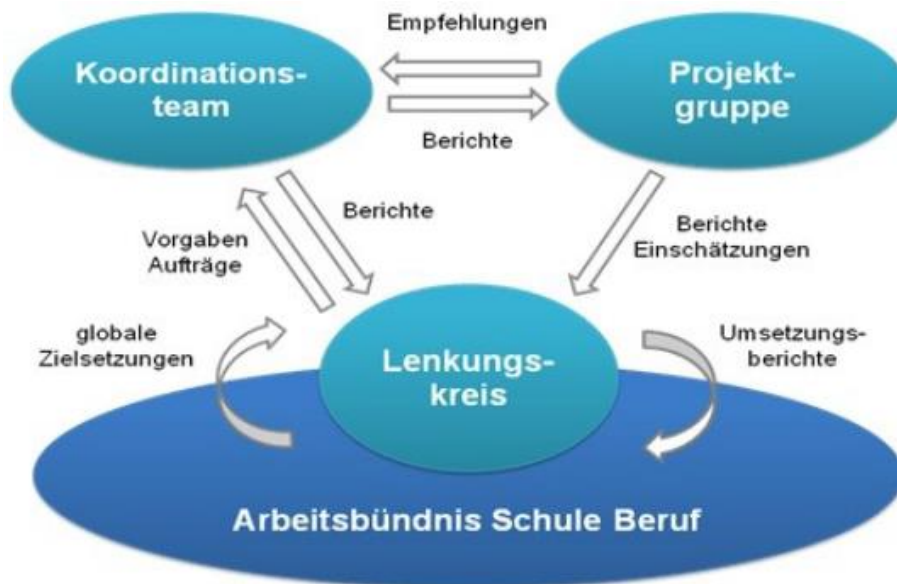 Empfehlungen
Koordinations-
team
Projekt-
gruppe
Berichte
Vorgaben
Aufträge
Berichte
Berichte
Einschätzungen
globale
Zielsetzungen
Umsetzungs-
berichte
Lenkungs-
kreis
Arbeitsbündnis Schule Beruf